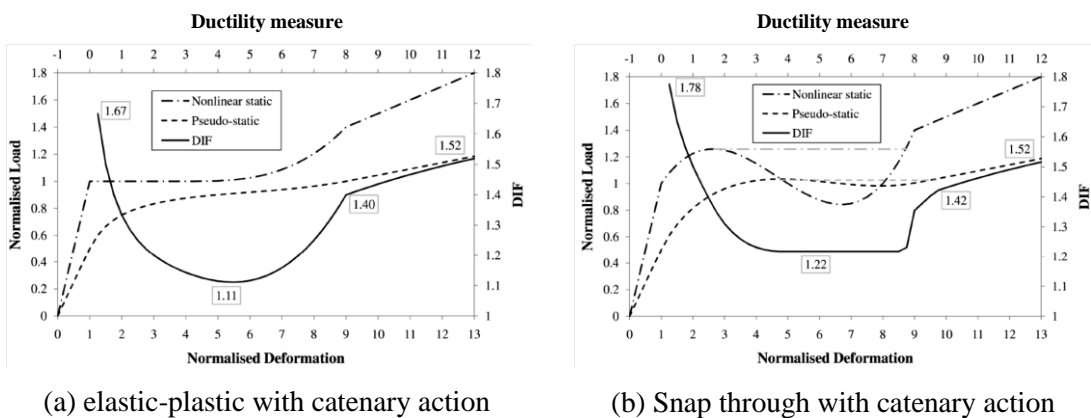 Ductility measure
-1 0 1 2 3 4 5 6 7 8 9 10 11 12
1.8
1.6
1.4
1.2
1
0.8
0.6
0.4
0.2
0
Normalised Load
Nonlinear static
Pseudo-static
DIF
1.67
1.11
1.40
1.52
1.8
1.7
1.6
1.5
1.4
1.3
1.2
1.1
1
DIF
0 1 2 3 4 5 6 7 8 9 10 11 12 13
Normalised Deformation
(a) elastic-plastic with catenary action
Ductility measure
-1 0 1 2 3 4 5 6 7 8 9 10 11 12
1.8
1.6
1.4
1.2
1
0.8
0.6
0.4
0.2
0
Normalised Load
Nonlinear static
Pseudo-static
DIF
1.78
1.22
1.42
1.52
1.8
1.7
1.6
1.5
1.4
1.3
1.2
1.1
1
DIF
0 1 2 3 4 5 6 7 8 9 10 11 12 13
Normalised Deformation
(b) Snap through with catenary action